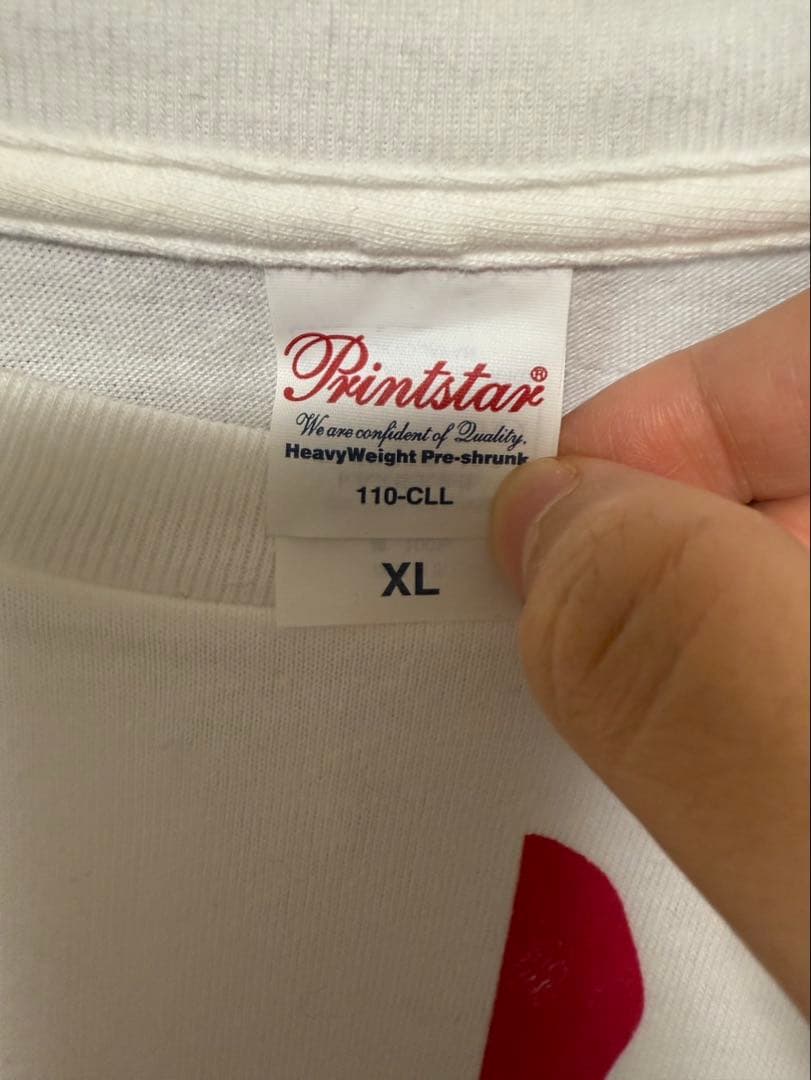 Printstar®
We are confident of Quality.
HeavyWeight Pre-shrunk
110-CLL
XL